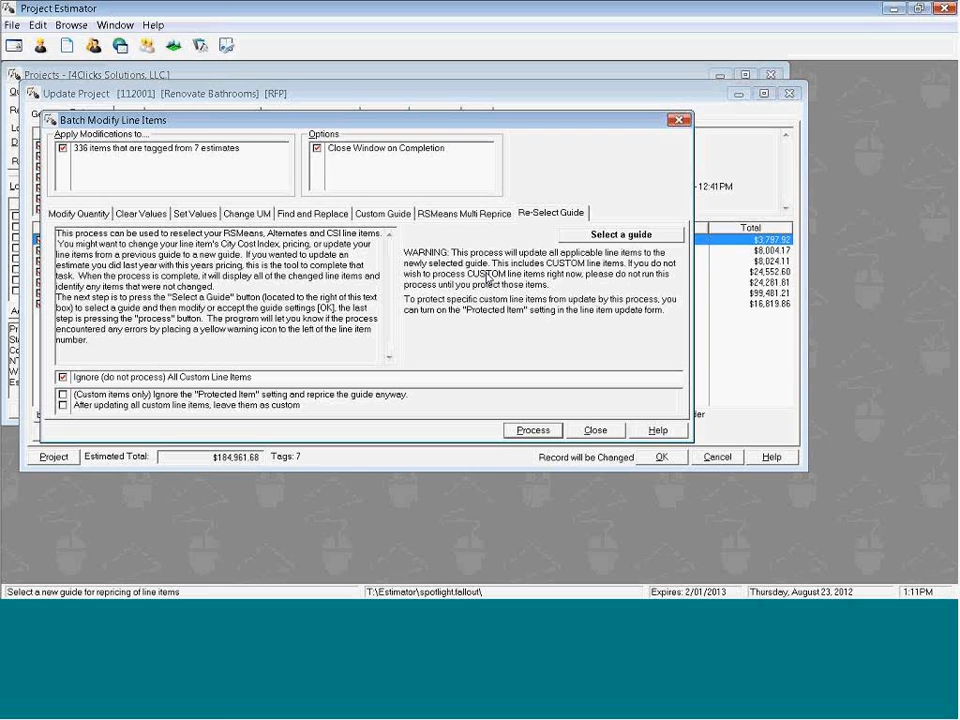 Project Estimator
File Edit Browse Window Help
Projects - [4Clicks Solutions, LLC.]
Update Project [112001] [Renovate Bathrooms] [RFP]
Batch Modify Line Items
Apply Modifications to...
336 items that are tagged from 7 estimates
Options
Close Window on Completion
Modify Quantity Clear Values Set Values Change UM Find and Replace Custom Guide RSMeans Multi Reprice Re-Select Guide
This process can be used to reselect your RSMeans, Alternates and CSI line items.
You might want to change your line item's City Cost Index, pricing, or update your
line items from a previous guide to a new guide. If you wanted to update an
estimate you did last year with this years pricing, this is the tool to complete that
task. When the process is complete, it will display all of the changed line items and
identify any items that were not changed.
The next step is to press the "Select a Guide" button (located to the right of this text
box) to select a guide and then modify or accept the guide settings [OK], the last
step is pressing the "process" button. The program will let you know if the process
encountered any errors by placing a yellow warning icon to the left of the line item
number.
Select a guide
WARNING: This process will update all applicable line items to the
newly selected guide. This includes CUSTOM line items. If you do not
wish to process CUSTOM line items right now, please do not run this
process until you protect those items.
To protect specific custom line items from update by this process, you
can turn on the "Protected Item" setting in the line item update form.
Ignore (do not process) All Custom Line Items
(Custom items only) Ignore the "Protected Item" setting and reprice the guide anyway.
After updating all custom line items, leave them as custom
Process Close Help
- 12:41PM
Total
$3,797.92
$8,004.17
$8,024.11
$24,552.60
$24,281.81
$99,481.21
$16,819.86
Project Estimated Total: $184,961.68 Tags: 7 Record will be Changed OK Cancel Help
Select a new guide for repricing of line items T:\Estimator\spotlight.fallout\ Expires: 2/01/2013 Thursday, August 23, 2012 1:11PM